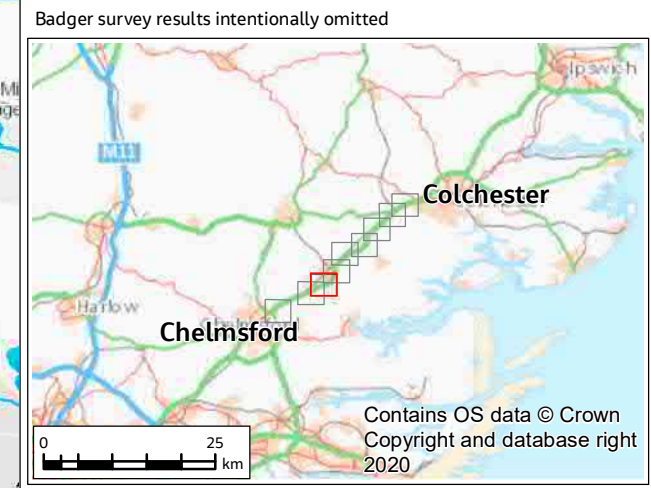 Badger survey results intentionally omitted
Ipswich
M11
Colchester
Harlow
Chelmsford
Contains OS data © Crown
Copyright and database right
2020
0 25
km